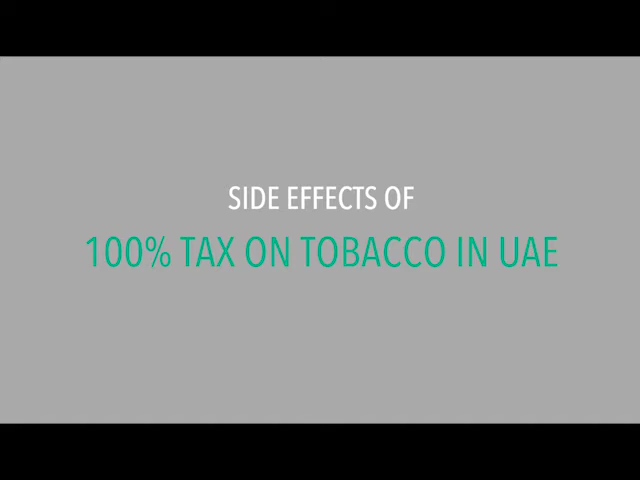 SIDE EFFECTS OF
100% TAX ON TOBACCO IN UAE